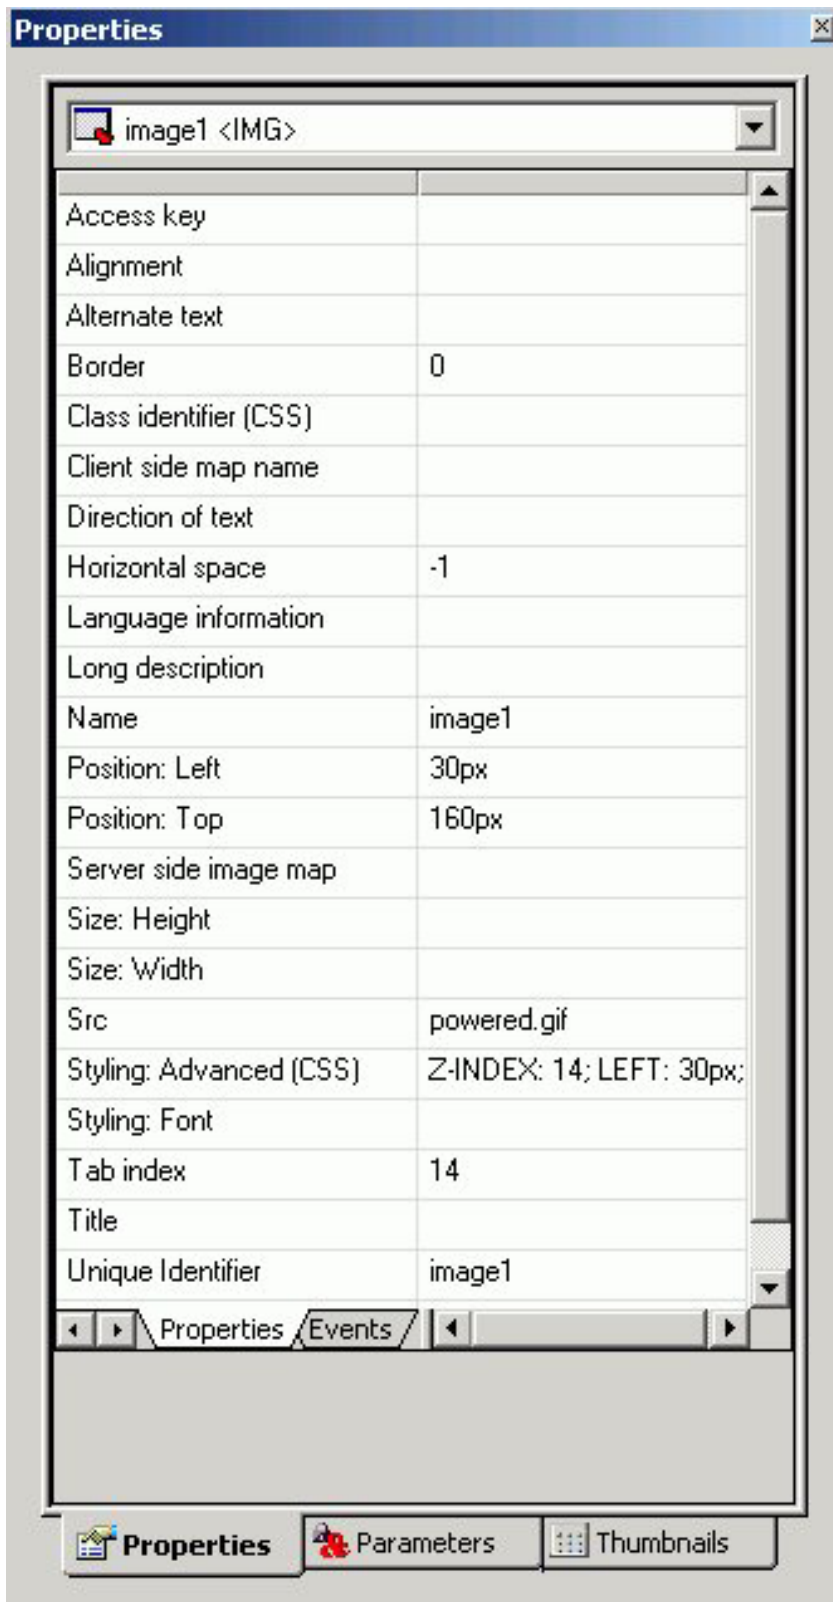 Properties
image1 <IMG>
Access key
Alignment
Alternate text
Border 0
Class identifier (CSS)
Client side map name
Direction of text
Horizontal space -1
Language information
Long description
Name image1
Position: Left 30px
Position: Top 160px
Server side image map
Size: Height
Size: Width
Src powered.gif
Styling: Advanced (CSS) Z-INDEX: 14; LEFT: 30px;
Styling: Font
Tab index 14
Title
Unique Identifier image1
Properties Events
Properties Parameters Thumbnails